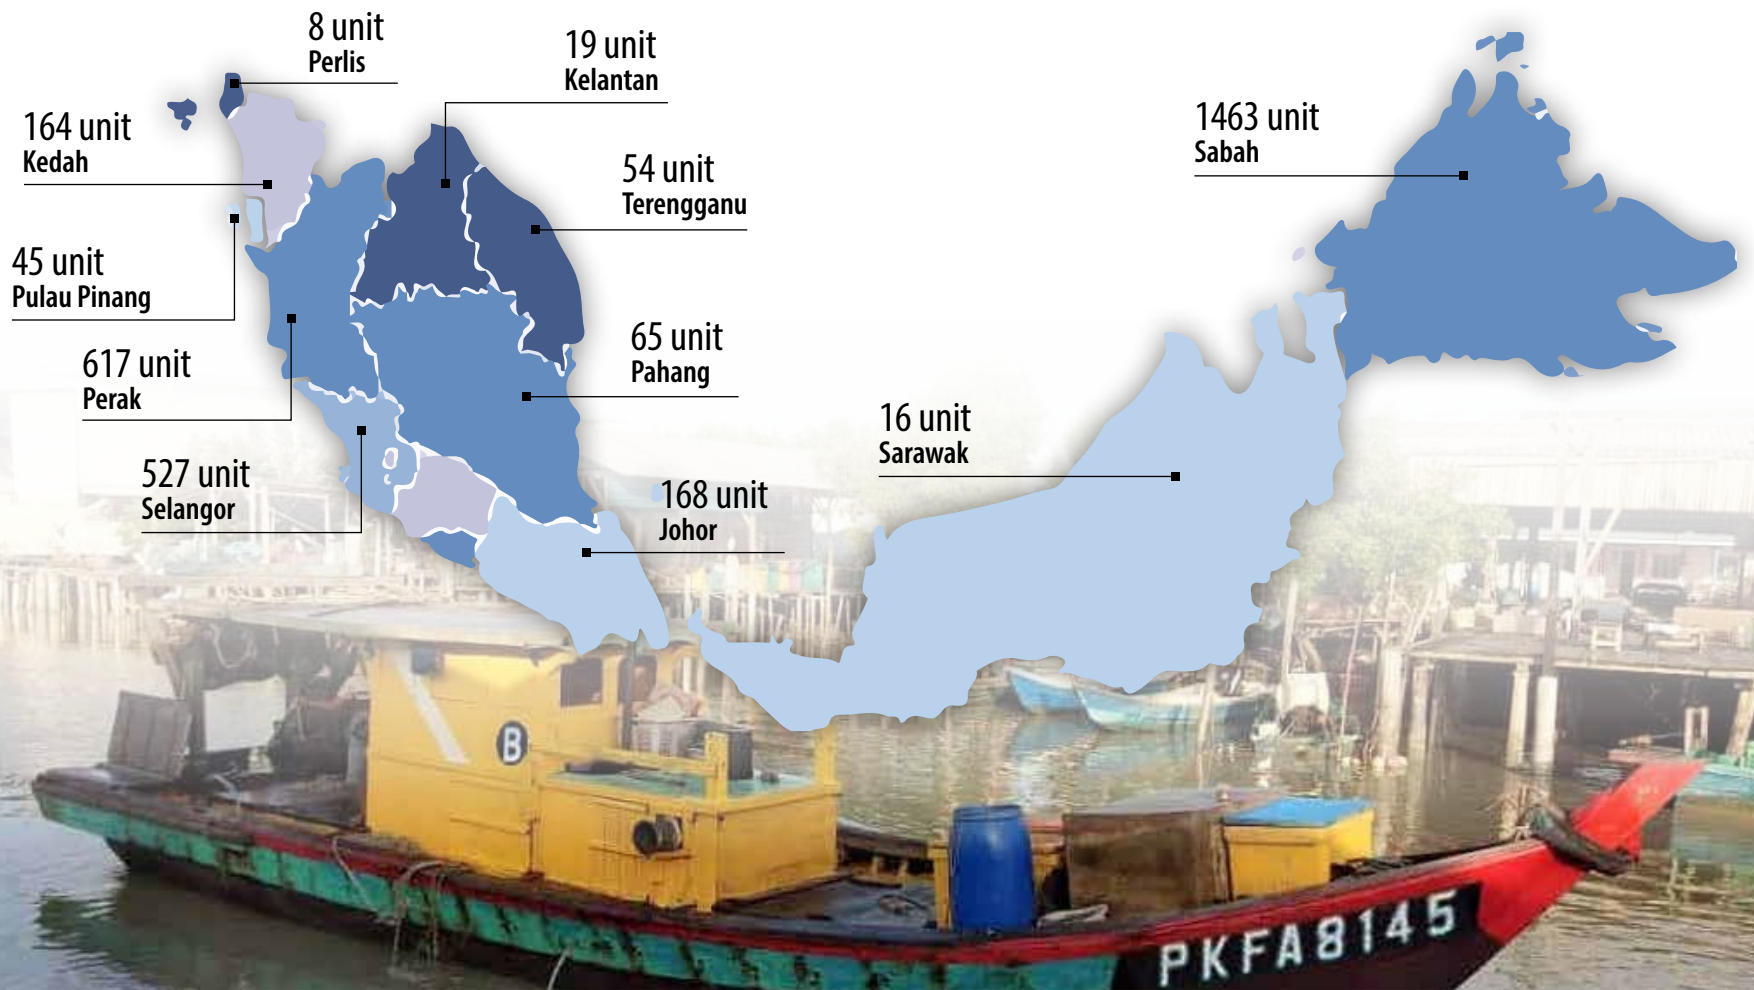 8 unit
Perlis
19 unit
Kelantan
164 unit
Kedah
54 unit
Terengganu
1463 unit
Sabah
45 unit
Pulau Pinang
65 unit
Pahang
617 unit
Perak
16 unit
Sarawak
527 unit
Selangor
168 unit
Johor
B
PKFA8145